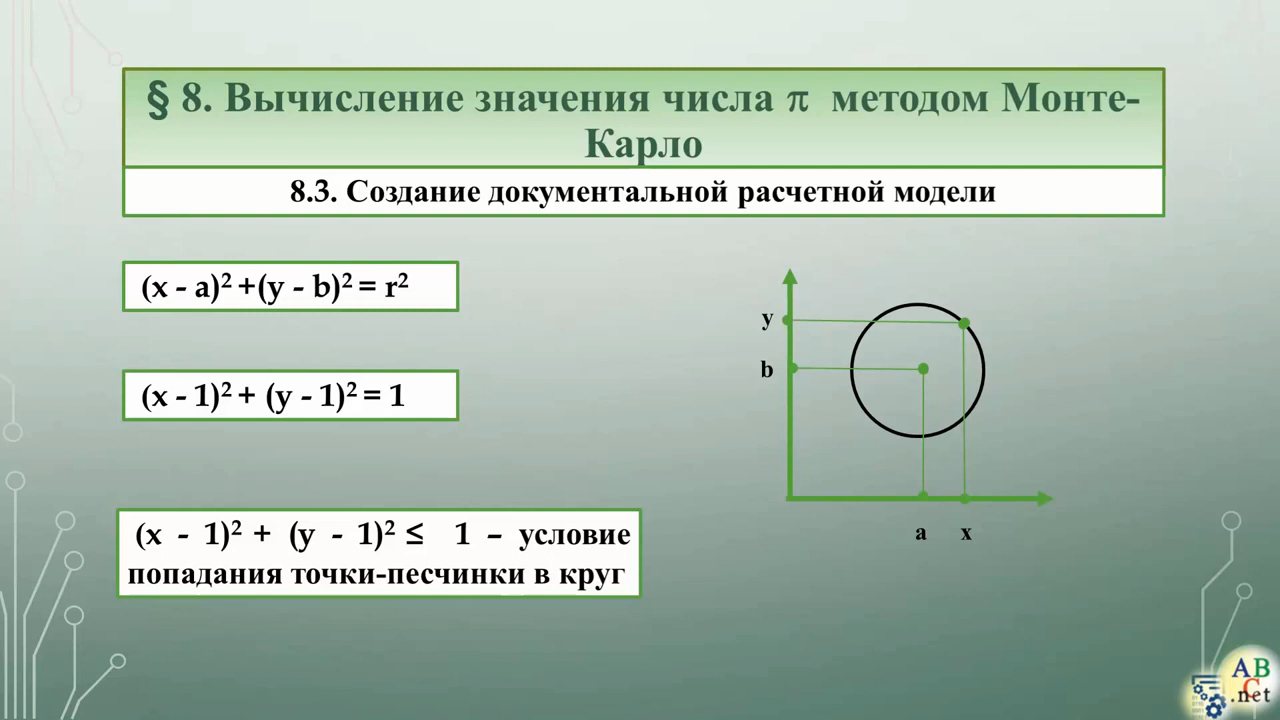 § 8. Вычисление значения числа π методом Монте-
Карло
8.3. Создание документальной расчетной модели
(x - a)² +(y - b)² = r²
(x - 1)² + (y - 1)² = 1
(x - 1)² + (y - 1)² ≤ 1 – условие
попадания точки-песчинки в круг
y
b
a x
AB
C
.net